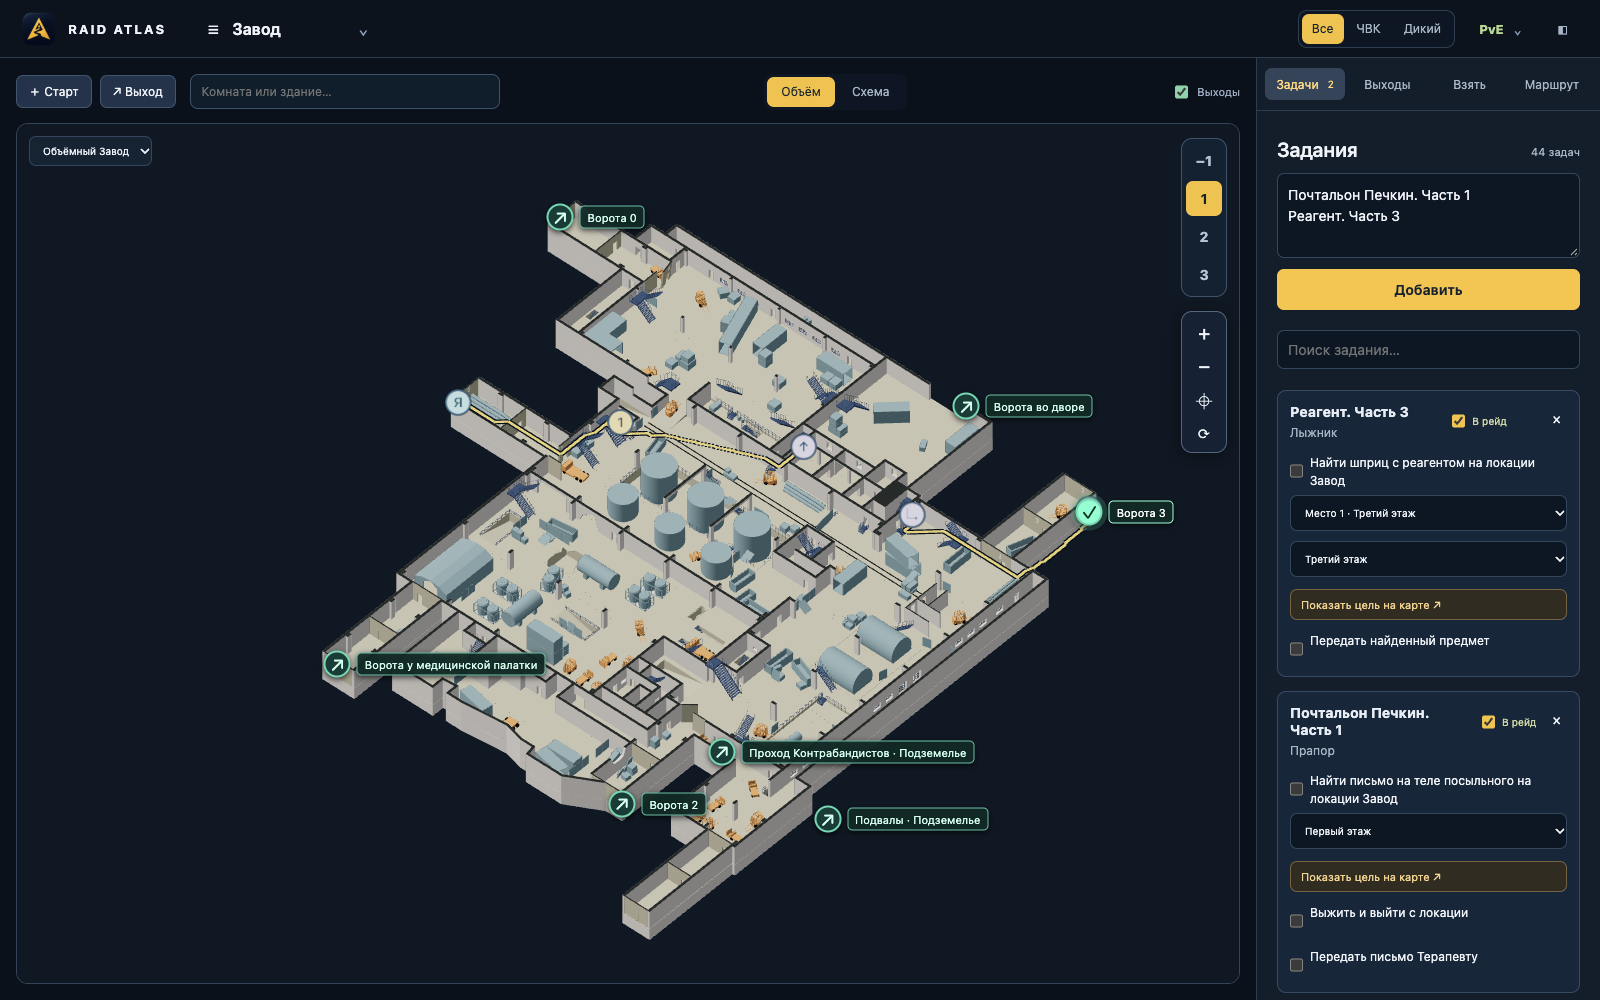 RAID ATLAS
Завод
Все
ЧВК
Дикий
PvE
+ Старт
↗ Выход
Комната или здание...
Объём
Схема
Выходы
Объёмный Завод
−1
1
2
3
+
−
Ворота 0
Ворота во дворе
Я
1
Ворота 3
Ворота у медицинской палатки
Проход Контрабандистов · Подземелье
Ворота 2
Подвалы · Подземелье
Задачи 2
Выходы
Взять
Маршрут
Задания
44 задач
Почтальон Печкин. Часть 1
Реагент. Часть 3
Добавить
Поиск задания...
Реагент. Часть 3
В рейд
×
Лыжник
Найти шприц с реагентом на локации
Завод
Место 1 · Третий этаж
Третий этаж
Показать цель на карте ↗
Передать найденный предмет
Почтальон Печкин.
Часть 1
В рейд
×
Прапор
Найти письмо на теле посыльного на
локации Завод
Первый этаж
Показать цель на карте ↗
Выжить и выйти с локации
Передать письмо Терапевту